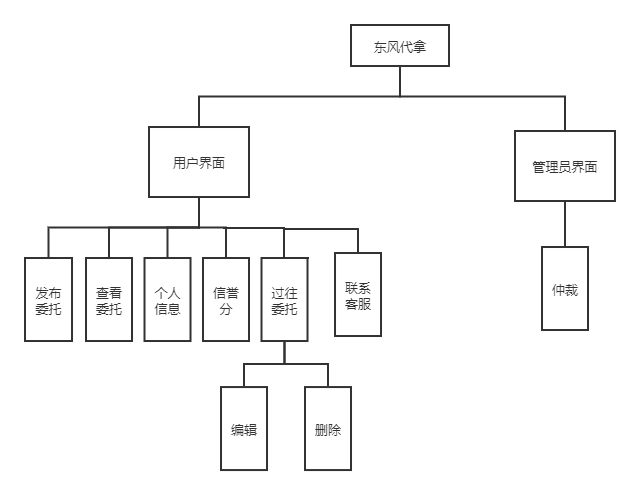 东风代拿
用户界面
管理员界面
发布
委托
查看
委托
个人
信息
信誉
分
过往
委托
联系
客服
仲裁
编辑
删除